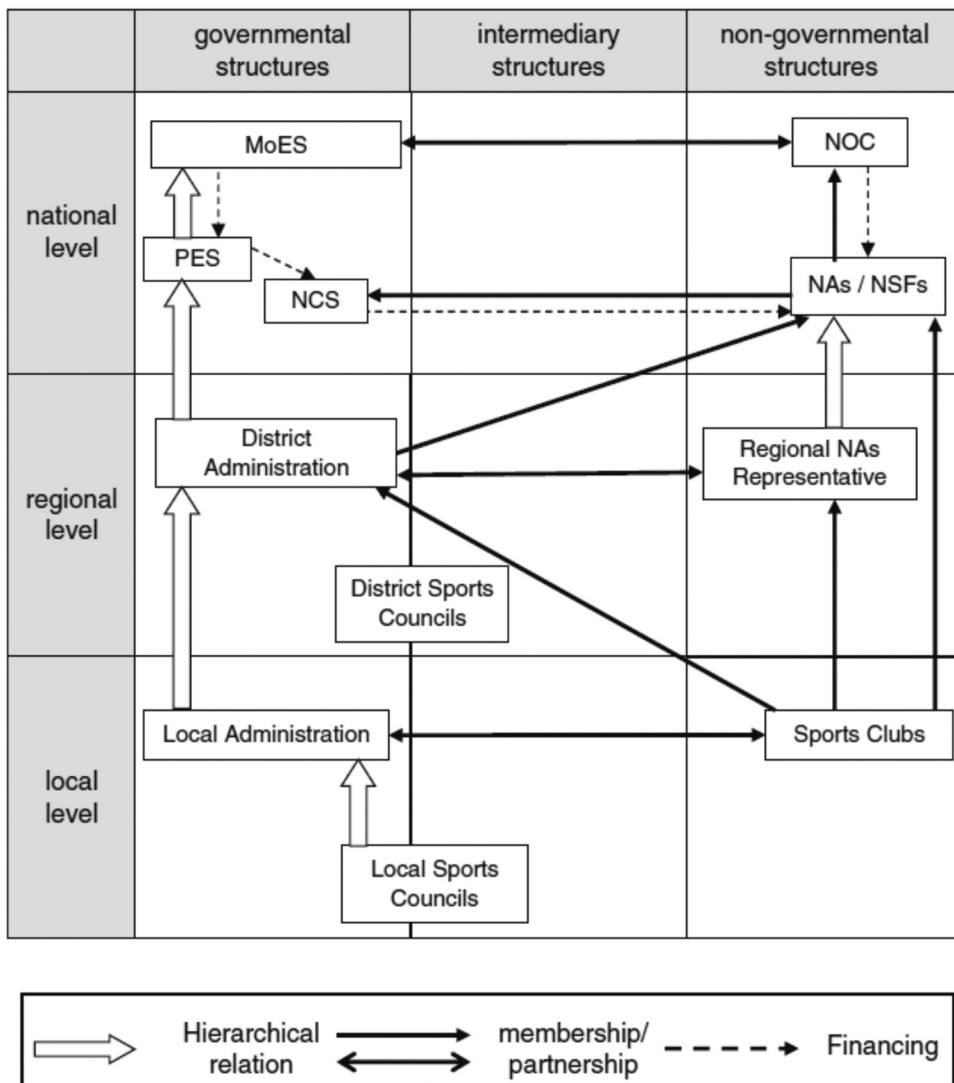 governmental
structures
intermediary
structures
non-governmental
structures
national
level
MoES
NOC
PES
NCS
NAs / NSFs
regional
level
District
Administration
Regional NAs
Representative
District Sports
Councils
local
level
Local Administration
Sports Clubs
Local Sports
Councils
Hierarchical
relation
membership/
partnership
Financing